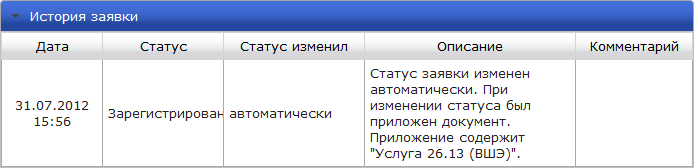 История заявки
Дата Статус Статус изменил Описание Комментарий
31.07.2012
15:56
Зарегистрирован
автоматически
Статус заявки изменен
автоматически. При
изменении статуса был
приложен документ.
Приложение содержит
"Услуга 26.13 (ВШЭ)".